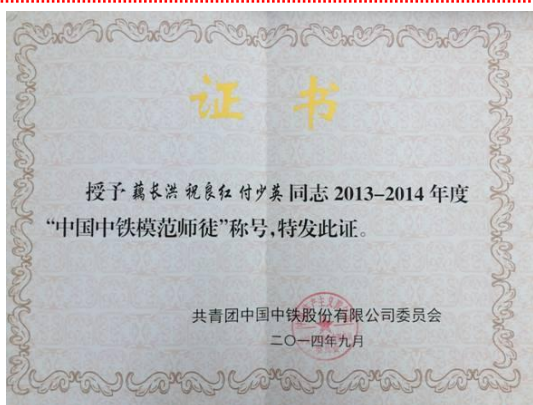 证 书
授予 藕长洪 祝良红 付少英 同志 2013-2014 年度
“中国中铁模范师徒”称号,特发此证。
共青团中国中铁股份有限公司委员会
二〇一四年九月